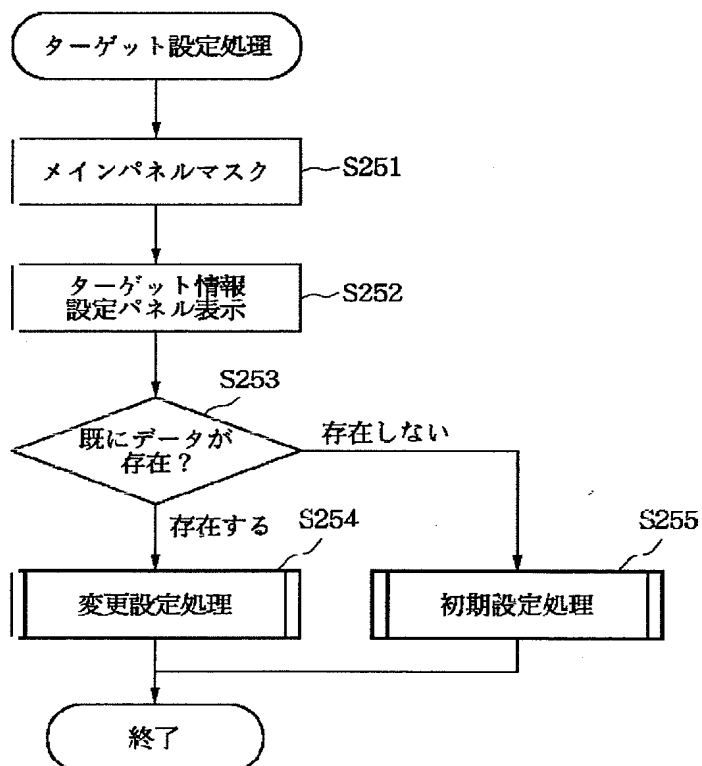 ターゲット設定処理
メインパネルマスク
S251
ターゲット情報
設定パネル表示
S252
S253
既にデータが
存在？
存在しない
存在する
S254
S255
変更設定処理
初期設定処理
終了